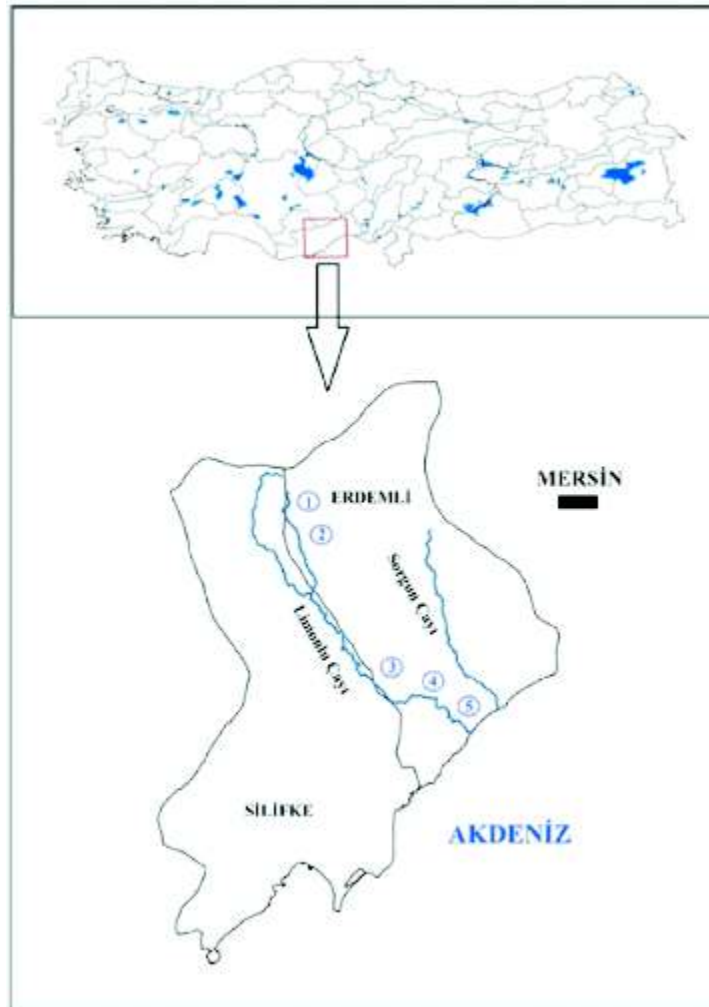 MERSİN
ERDEMLİ
1
2
Sorgun Çayı
Limonlu Çayı
3
4
5
SİLİFKE
AKDENİZ